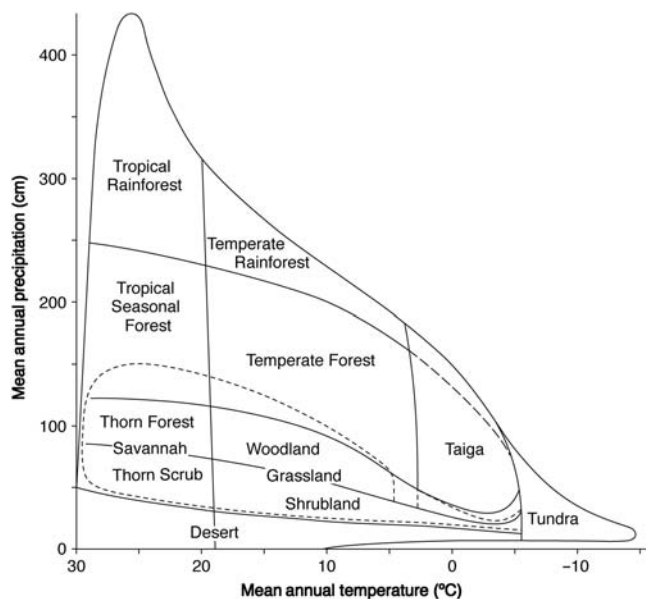 400
300
200
100
0
Mean annual precipitation (cm)
Tropical
Rainforest
Temperate
Rainforest
Tropical
Seasonal
Forest
Temperate Forest
Thorn Forest
Woodland
Taiga
Savannah
Grassland
Thorn Scrub
Shrubland
Tundra
Desert
30
20
10
0
−10
Mean annual temperature (ºC)